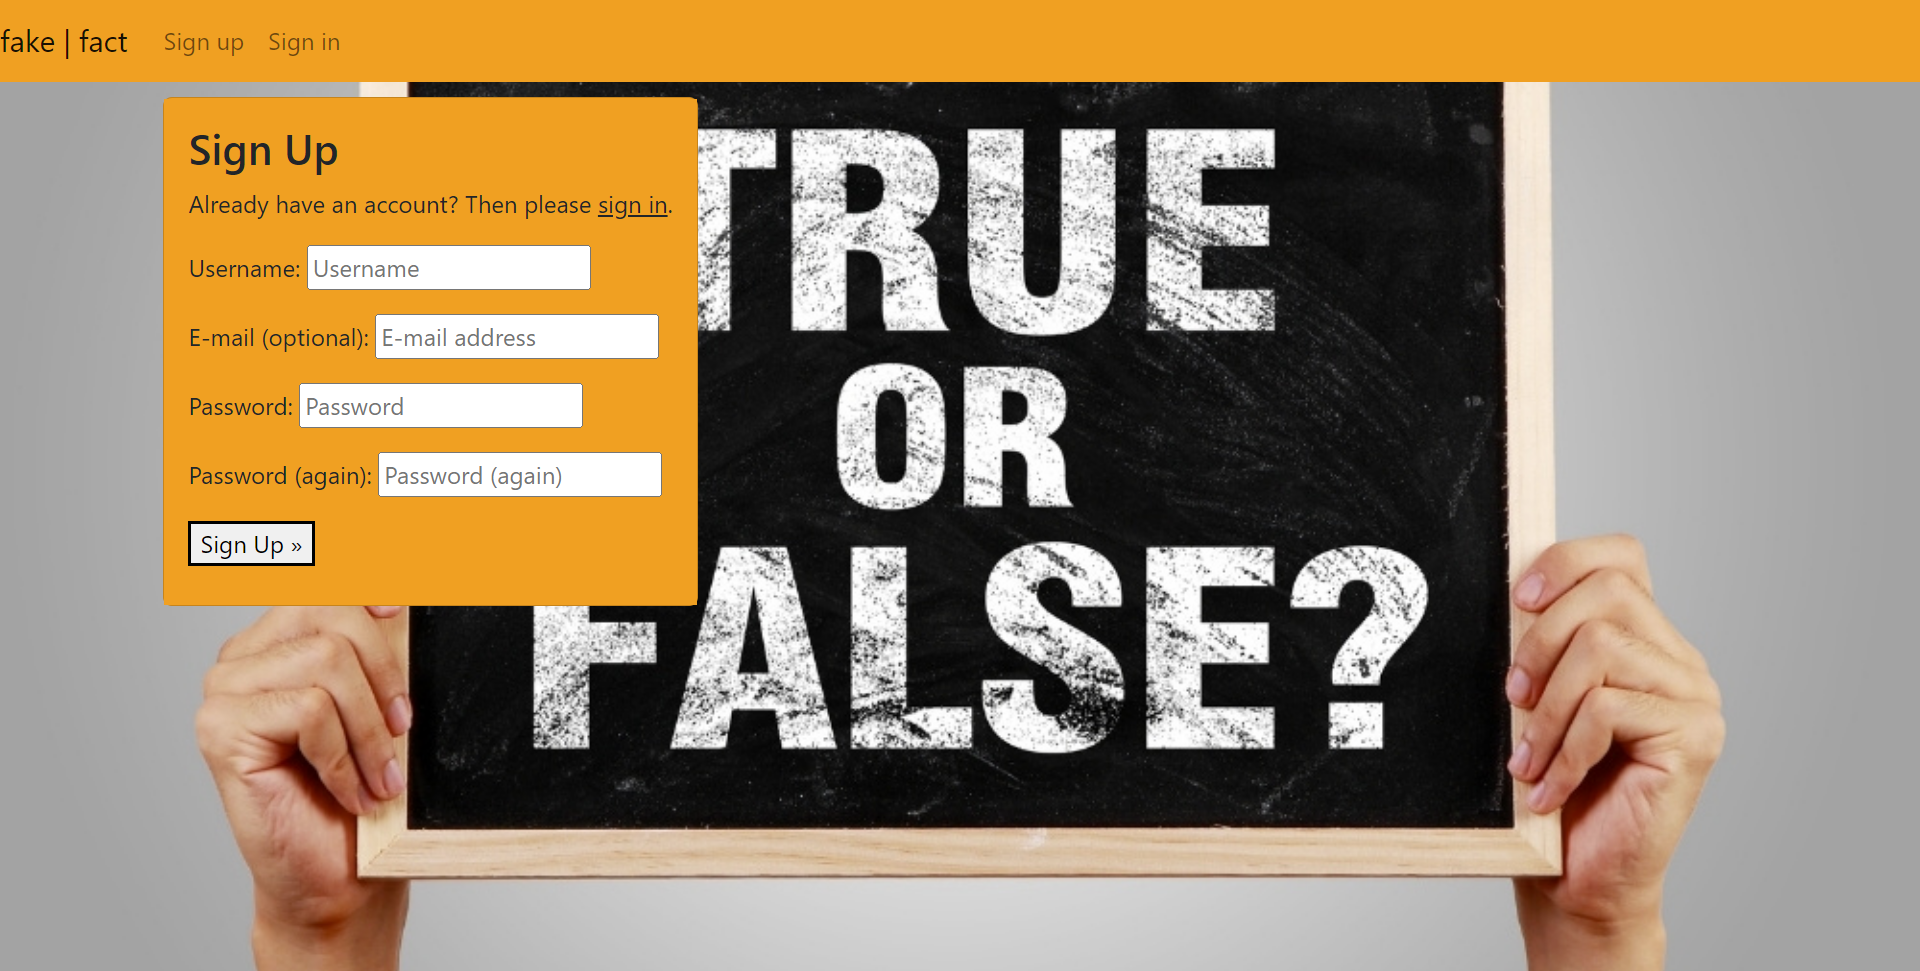 fake | fact Sign up Sign in
Sign Up
Already have an account? Then please sign in.
Username: Username
E-mail (optional): E-mail address
Password: Password
Password (again): Password (again)
Sign Up »
TRUE
OR
FALSE?